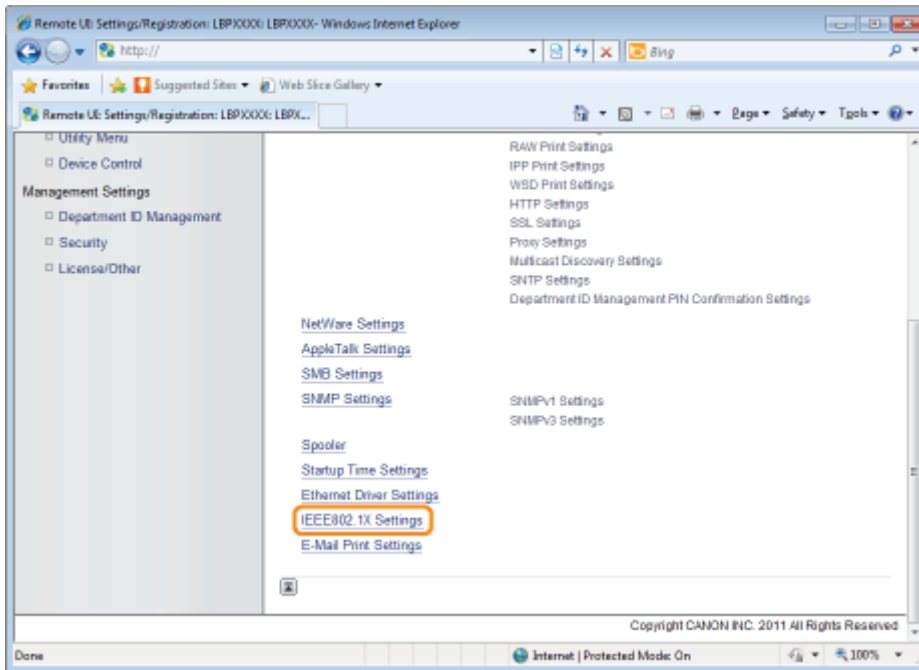 Remote UI: Settings/Registration: LBPXXXX: LBPXXXX- Windows Internet Explorer
http://
Bing
Favorites
Suggested Sites
Web Slice Gallery
Remote UI: Settings/Registration: LBPXXXX: LBPX...
Page
Safety
Tools
Utility Menu
Device Control
Management Settings
Department ID Management
Security
License/Other
RAW Print Settings
IPP Print Settings
WSD Print Settings
HTTP Settings
SSL Settings
Proxy Settings
Multicast Discovery Settings
SNTP Settings
Department ID Management PIN Confirmation Settings
NetWare Settings
AppleTalk Settings
SMB Settings
SNMP Settings
SNMPv1 Settings
SNMPv3 Settings
Spooler
Startup Time Settings
Ethernet Driver Settings
IEEE802.1X Settings
E-Mail Print Settings
Copyright CANON INC. 2011 All Rights Reserved
Done
Internet | Protected Mode: On
100%